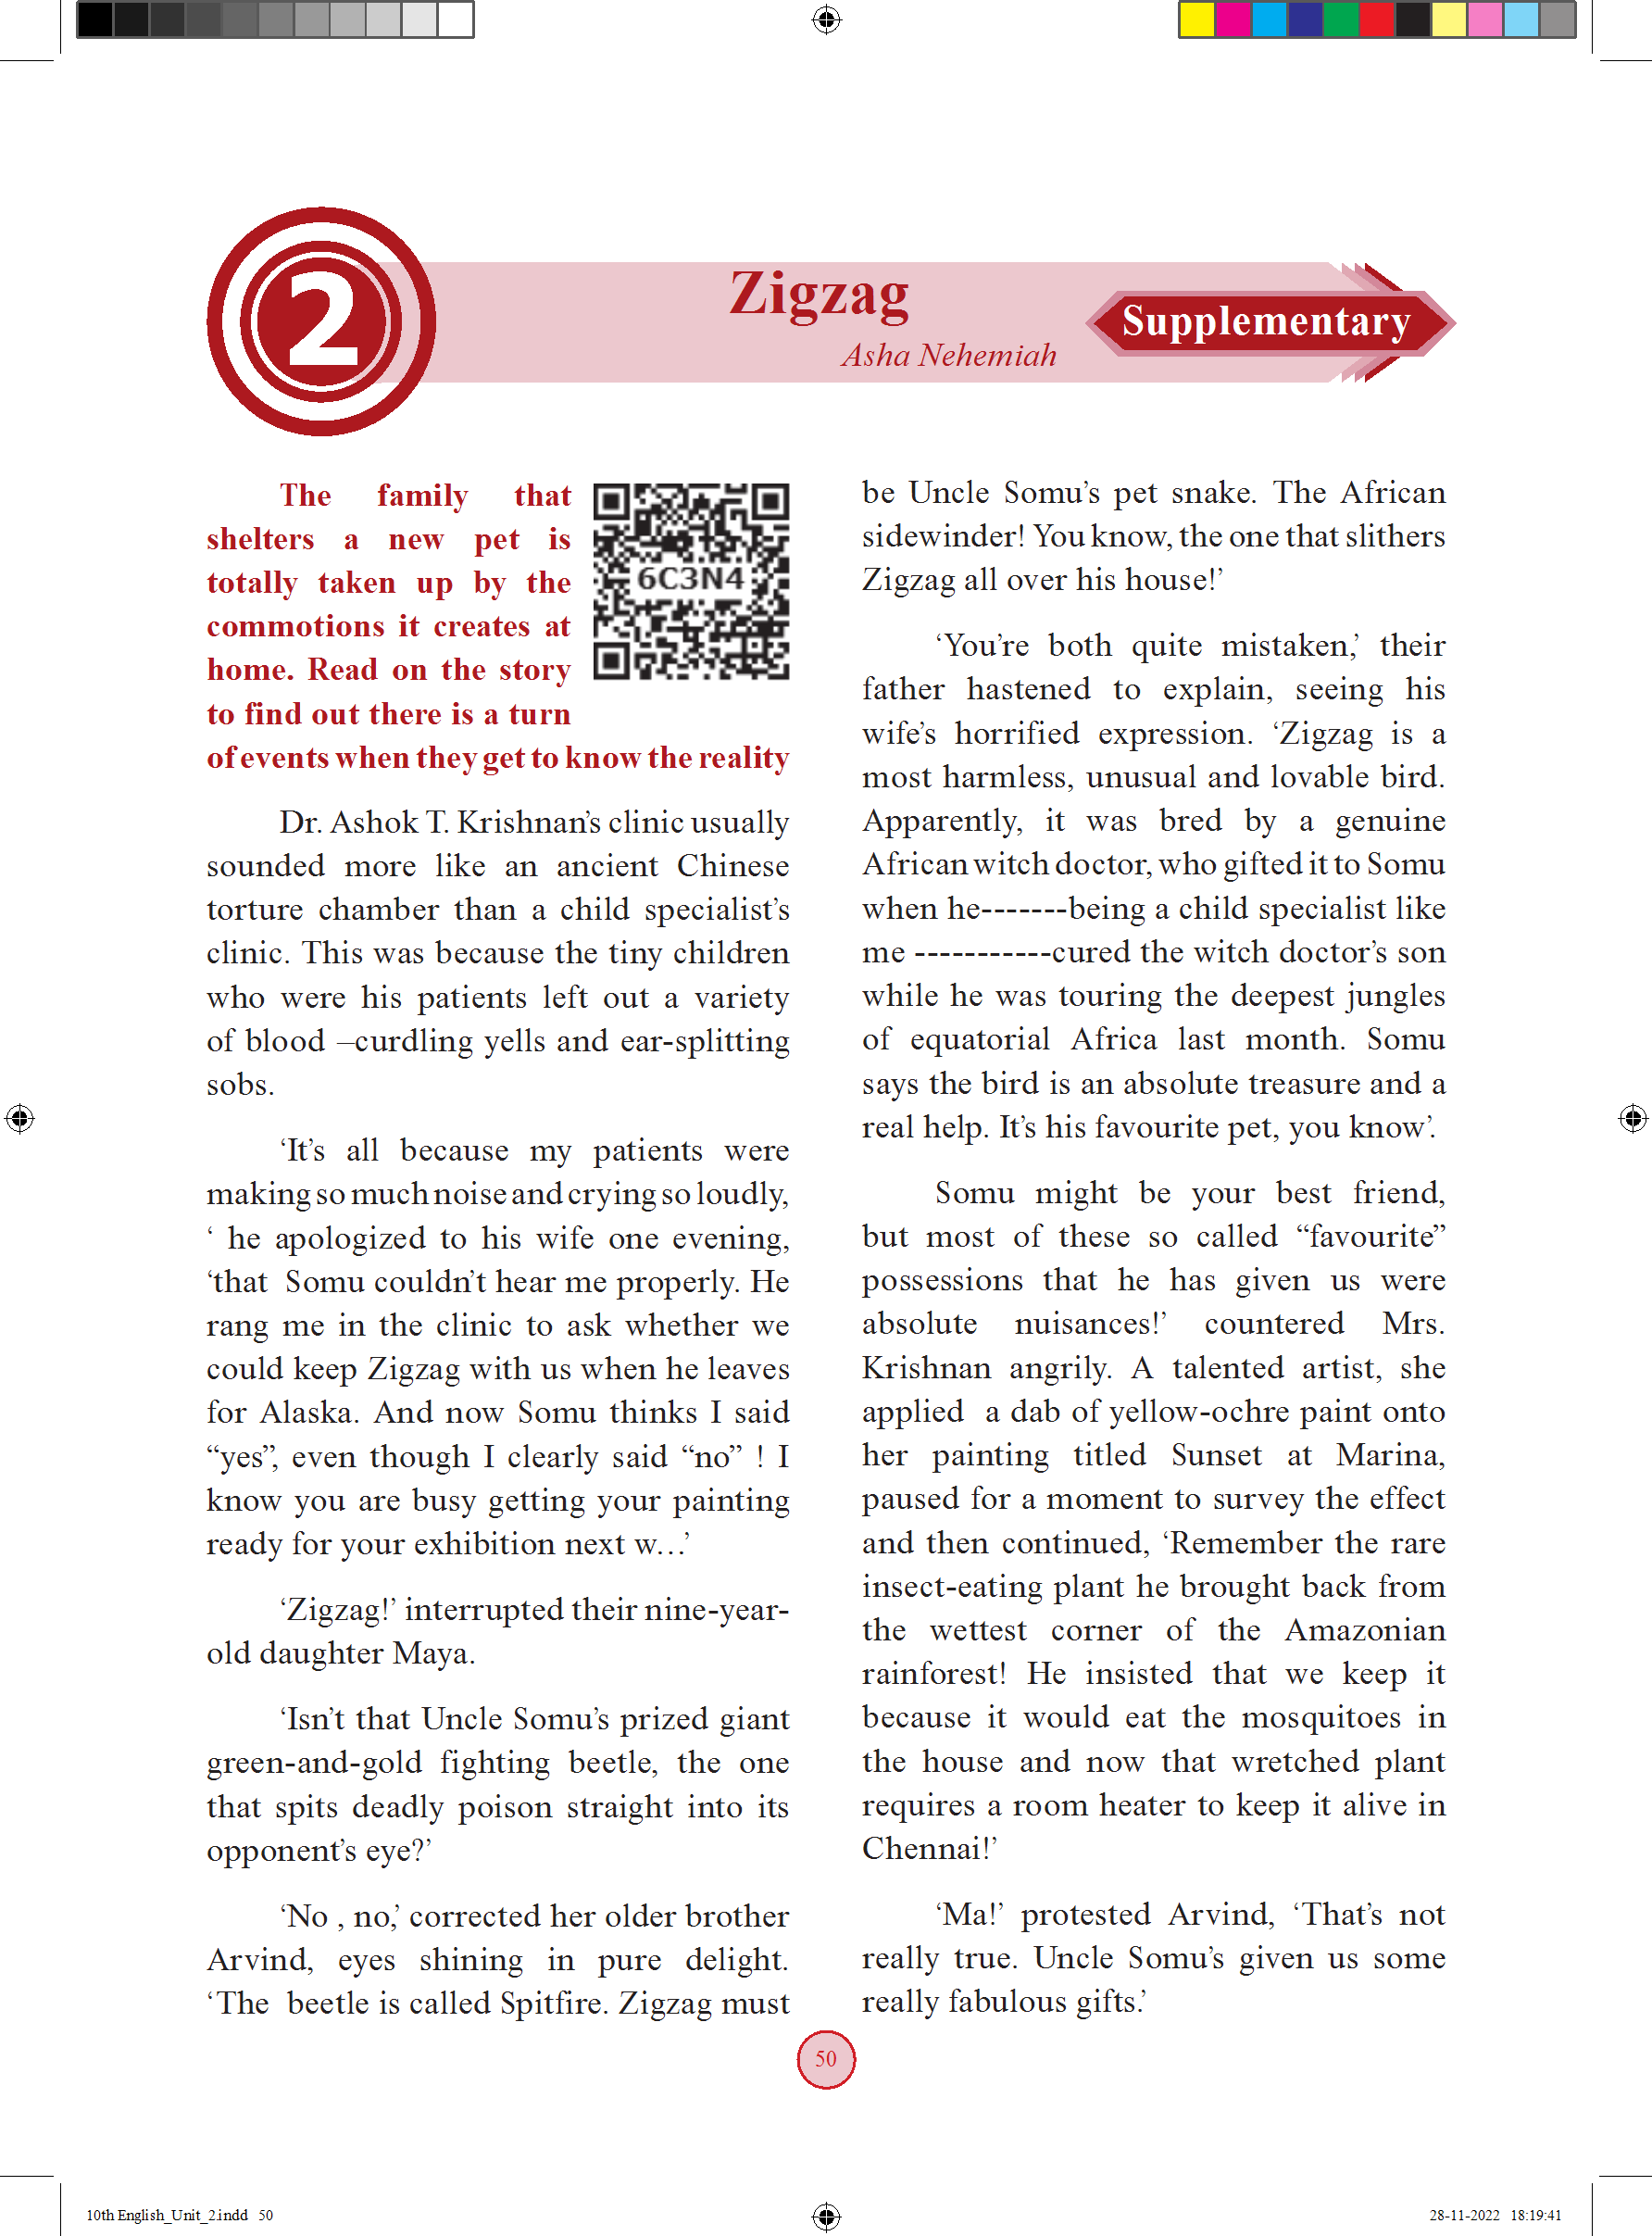 2
Zigzag
Asha Nehemiah
Supplementary
The family that
shelters a new pet is
totally taken up by the
commotions it creates at
home. Read on the story
to find out there is a turn
of events when they get to know the reality
6C3N4
Dr. Ashok T. Krishnan’s clinic usually
sounded more like an ancient Chinese
torture chamber than a child specialist’s
clinic. This was because the tiny children
who were his patients left out a variety
of blood –curdling yells and ear-splitting
sobs.
‘It’s all because my patients were
making so much noise and crying so loudly,
‘ he apologized to his wife one evening,
‘that Somu couldn’t hear me properly. He
rang me in the clinic to ask whether we
could keep Zigzag with us when he leaves
for Alaska. And now Somu thinks I said
“yes”, even though I clearly said “no” ! I
know you are busy getting your painting
ready for your exhibition next w…’
‘Zigzag!’ interrupted their nine-year-
old daughter Maya.
‘Isn’t that Uncle Somu’s prized giant
green-and-gold fighting beetle, the one
that spits deadly poison straight into its
opponent’s eye?’
‘No , no,’ corrected her older brother
Arvind, eyes shining in pure delight.
‘The beetle is called Spitfire. Zigzag must
be Uncle Somu’s pet snake. The African
sidewinder! You know, the one that slithers
Zigzag all over his house!’
‘You’re both quite mistaken,’ their
father hastened to explain, seeing his
wife’s horrified expression. ‘Zigzag is a
most harmless, unusual and lovable bird.
Apparently, it was bred by a genuine
African witch doctor, who gifted it to Somu
when he-------being a child specialist like
me -----------cured the witch doctor’s son
while he was touring the deepest jungles
of equatorial Africa last month. Somu
says the bird is an absolute treasure and a
real help. It’s his favourite pet, you know’.
Somu might be your best friend,
but most of these so called “favourite”
possessions that he has given us were
absolute nuisances!’ countered Mrs.
Krishnan angrily. A talented artist, she
applied a dab of yellow-ochre paint onto
her painting titled Sunset at Marina,
paused for a moment to survey the effect
and then continued, ‘Remember the rare
insect-eating plant he brought back from
the wettest corner of the Amazonian
rainforest! He insisted that we keep it
because it would eat the mosquitoes in
the house and now that wretched plant
requires a room heater to keep it alive in
Chennai!’
‘Ma!’ protested Arvind, ‘That’s not
really true. Uncle Somu’s given us some
really fabulous gifts.’
50
10th English_Unit_2.indd 50
28-11-2022 18:19:41